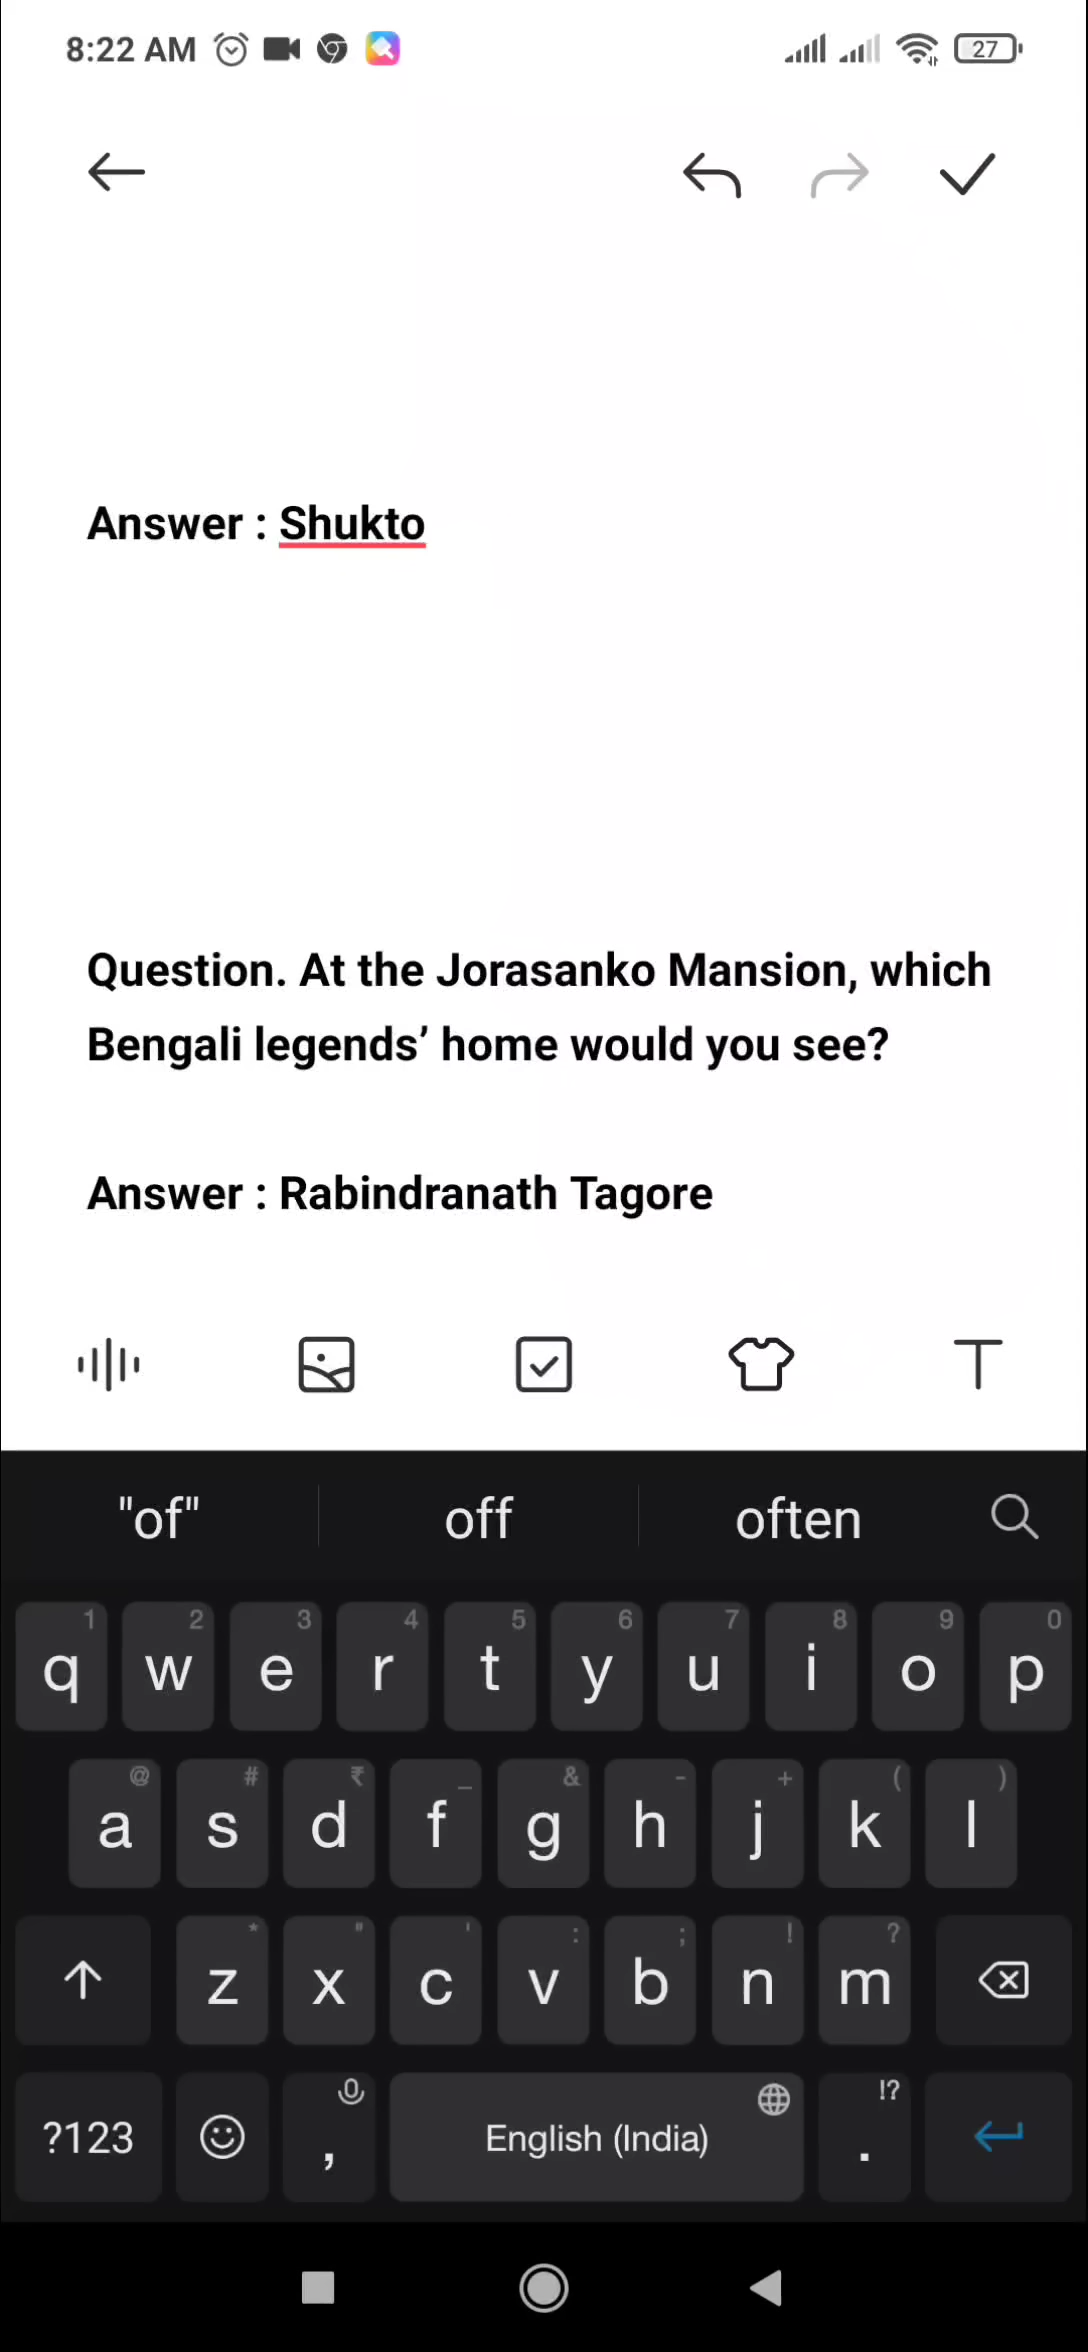 8:22 AM 27
Answer : Shukto
Question. At the Jorasanko Mansion, which
Bengali legends’ home would you see?
Answer : Rabindranath Tagore
T
"of" off often
1 2 3 4 5 6 7 8 9 0
q w e r t y u i o p
@ # ₹ _ & - + ( )
a s d f g h j k l
* " ' : ; ! ?
z x c v b n m
?123 , English (India) . !?